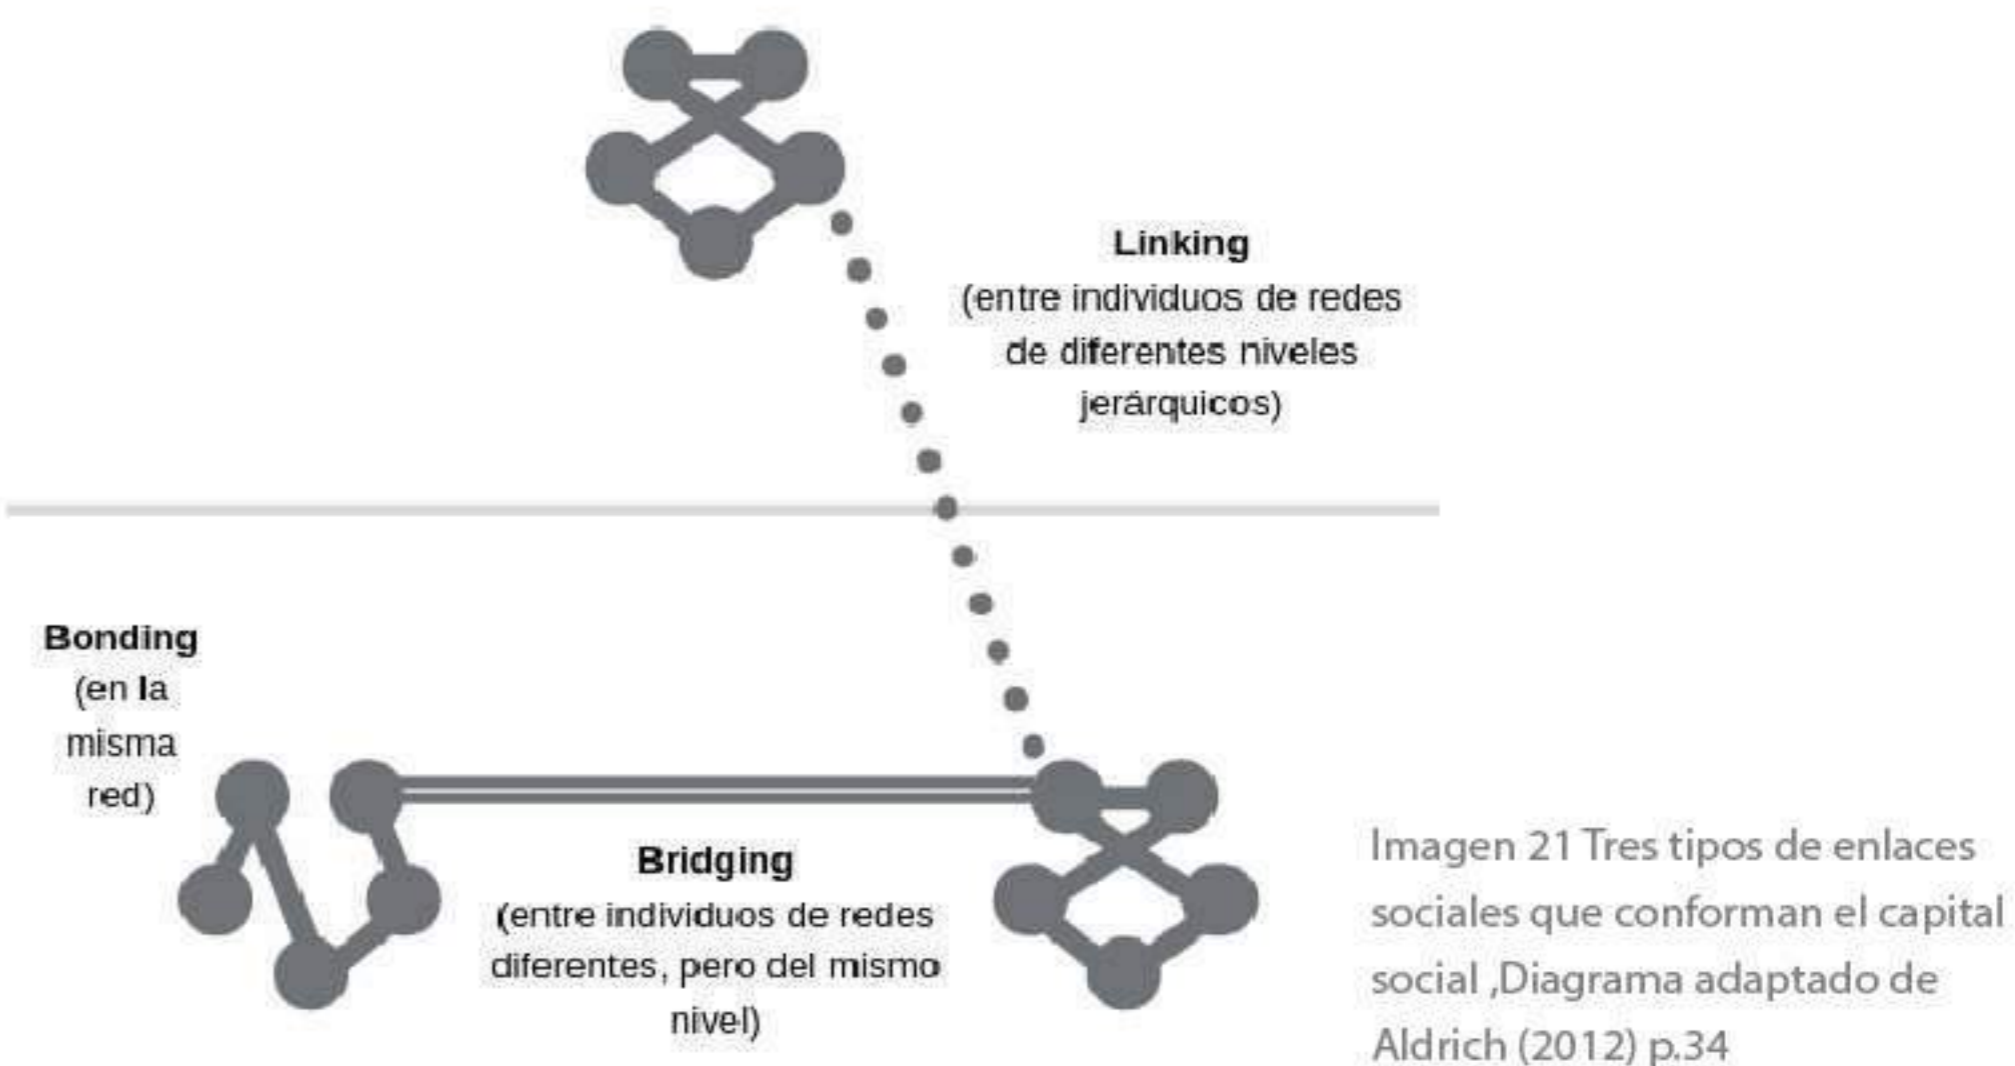 Linking
(entre individuos de redes
de diferentes niveles
jerárquicos)
Bonding
(en la
misma
red)
Bridging
(entre individuos de redes
diferentes, pero del mismo
nivel)
Imagen 21 Tres tipos de enlaces
sociales que conforman el capital
social ,Diagrama adaptado de
Aldrich (2012) p.34